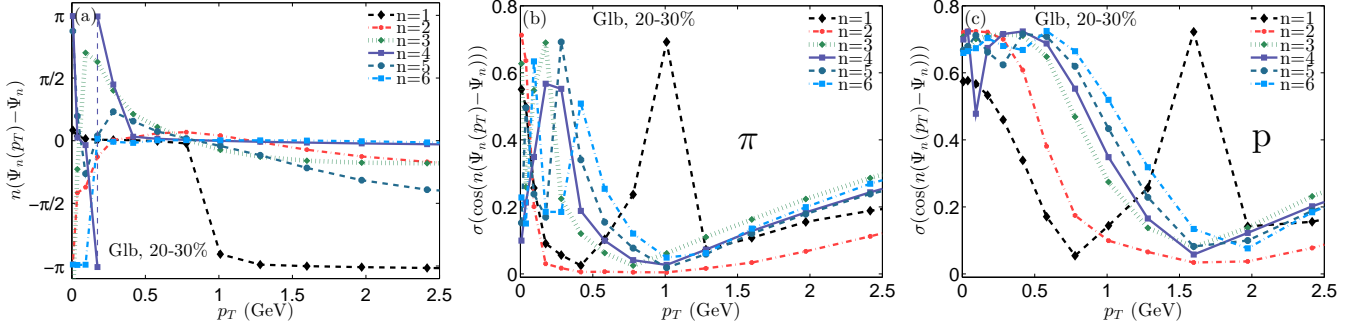 (a)
n=1
n=2
n=3
n=4
n=5
n=6
π
π/2
0
−π/2
−π
n(Ψn(pT)−Ψn)
Glb, 20-30%
0 0.5 1 1.5 2 2.5
pT (GeV)
(b) Glb, 20-30%
n=1
n=2
n=3
n=4
n=5
n=6
0.8
0.6
0.4
0.2
0
σ(cos(n(Ψn(pT)−Ψn)))
π
0 0.5 1 1.5 2 2.5
pT (GeV)
(c) Glb, 20-30%
n=1
n=2
n=3
n=4
n=5
n=6
0.8
0.6
0.4
0.2
0
σ(cos(n(Ψn(pT)−Ψn)))
p
0 0.5 1 1.5 2 2.5
pT (GeV)